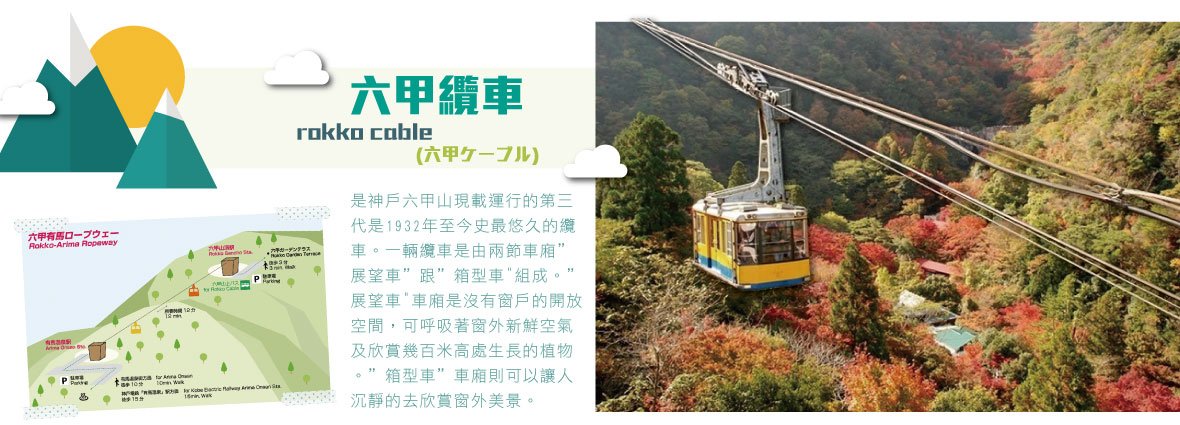 六甲纜車
rokko cable
(六甲ケーブル)
是神戶六甲山現載運行的第三
代是1932年至今史最悠久的纜
車。一輛纜車是由兩節車廂”
展望車”跟”箱型車"組成。”
展望車"車廂是沒有窗戶的開放
空間，可呼吸著窗外新鮮空氣
及欣賞幾百米高處生長的植物
。”箱型車”車廂則可以讓人
沉靜的去欣賞窗外美景。
六甲有馬ロープウェー
Rokko-Arima Ropeway
六甲山頂駅
Rokko Sancho Sta.
六甲ガーデンテラス
Rokko Garden Terrace
徒歩3分
3 min. Walk
駐車場
P Parking
六甲山上バス
for Rokko Cable
所要時間 12分
12 min.
有馬温泉駅
Arima Onsen Sta.
駐車場
P Parking
有馬温泉街方面 for Arima Onsen
徒歩10分 10min. Walk
神戸電鉄「有馬温泉」駅方面 for Kobe Electric Railway Arima Onsen Sta.
徒歩15分 15min. Walk